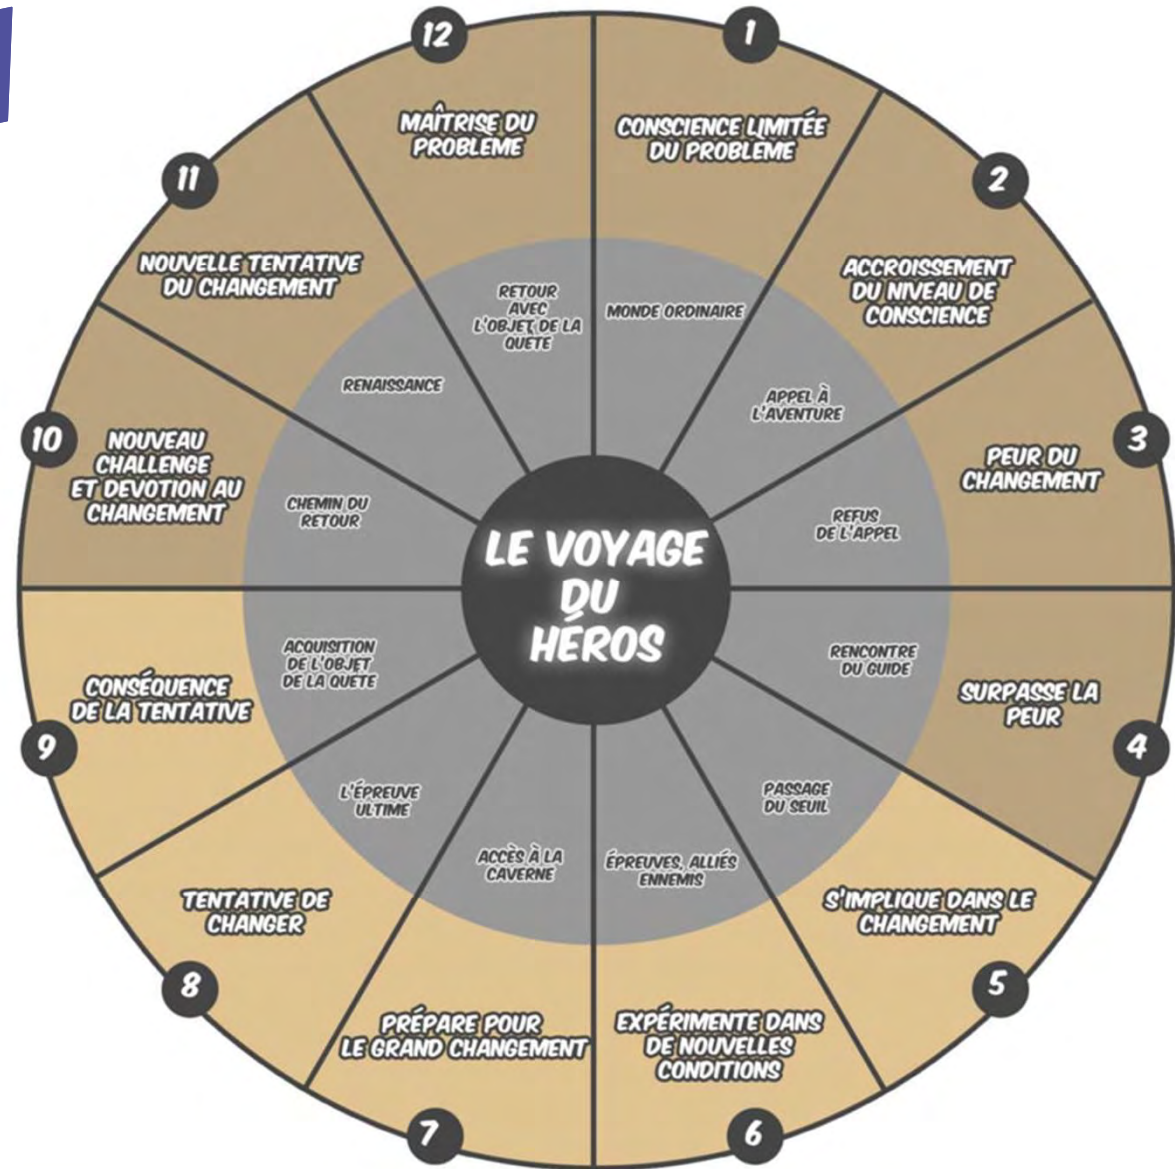 12
1
MAÎTRISE DU
PROBLÈME
CONSCIENCE LIMITÉE
DU PROBLÈME
11
2
NOUVELLE TENTATIVE
DU CHANGEMENT
ACCROISSEMENT
DU NIVEAU DE
CONSCIENCE
RETOUR
AVEC
L'OBJET DE LA
QUÊTE
MONDE ORDINAIRE
RENAISSANCE
APPEL À
L'AVENTURE
10
3
NOUVEAU
CHALLENGE
ET DEVOTION AU
CHANGEMENT
PEUR DU
CHANGEMENT
CHEMIN DU
RETOUR
REFUS
DE L'APPEL
LE VOYAGE
DU
HÉROS
ACQUISITION
DE L'OBJET
DE LA QUÊTE
RENCONTRE
DU GUIDE
CONSÉQUENCE
DE LA TENTATIVE
SURPASSE LA
PEUR
9
4
L'ÉPREUVE
ULTIME
PASSAGE
DU SEUIL
ACCÈS À LA
CAVERNE
ÉPREUVES, ALLIÉS
ENNEMIS
TENTATIVE DE
CHANGER
S'IMPLIQUE DANS LE
CHANGEMENT
8
5
PRÉPARE POUR
LE GRAND CHANGEMENT
EXPÉRIMENTE DANS
DE NOUVELLES
CONDITIONS
7
6